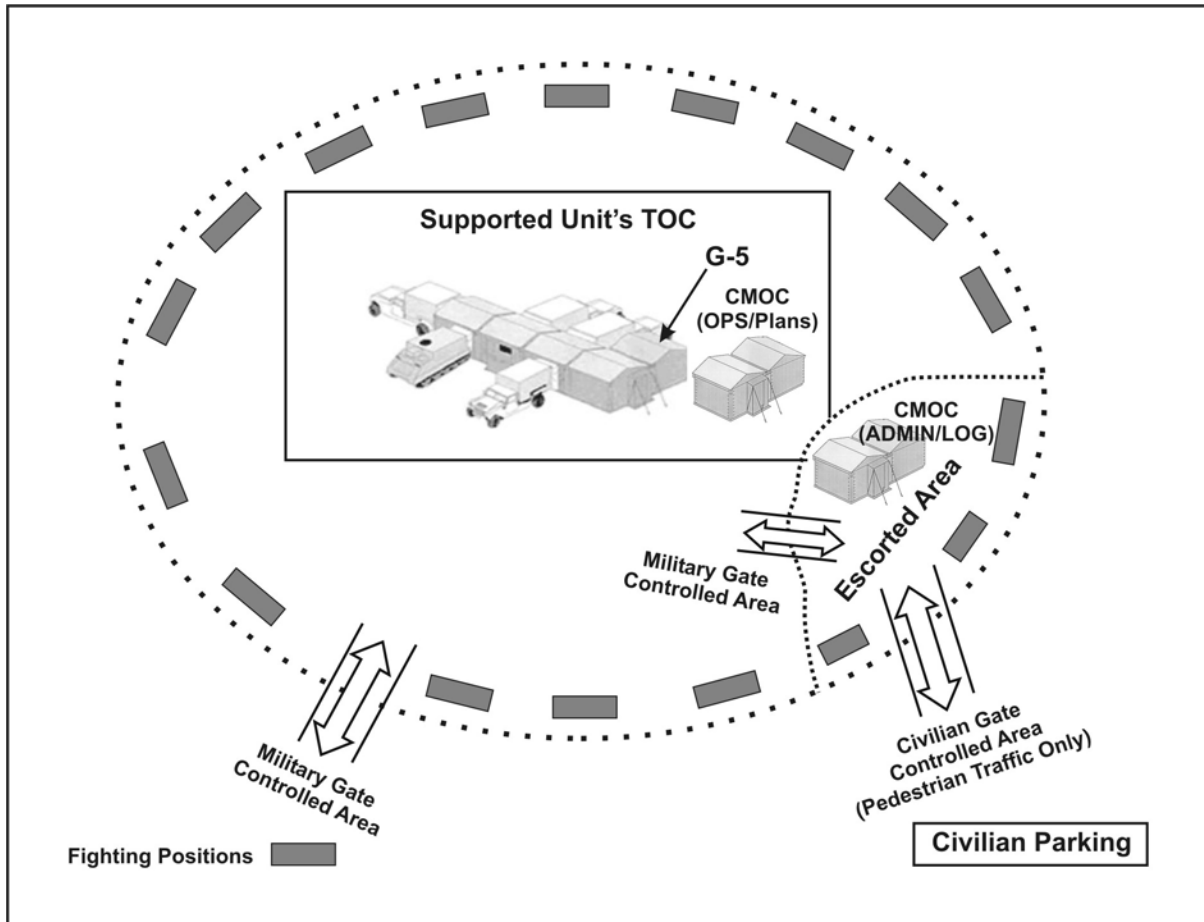 Supported Unit's TOC
G-5
CMOC
(OPS/Plans)
CMOC
(ADMIN/LOG)
Escorted Area
Military Gate
Controlled Area
Military Gate
Controlled Area
Civilian Gate
Controlled Area
(Pedestrian Traffic Only)
Fighting Positions
Civilian Parking